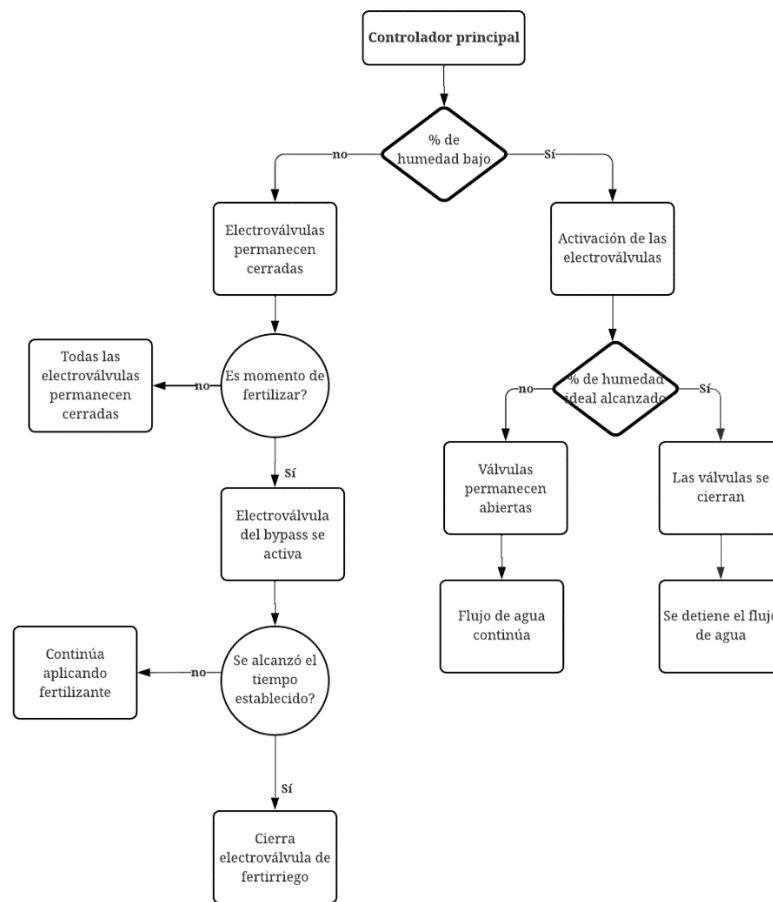 Controlador principal
% de
humedad bajo
no
Sí
Electroválvulas
permanecen
cerradas
Activación de las
electroválvulas
Todas las
electroválvulas
permanecen
cerradas
no
Es momento de
fertilizar?
no
% de humedad
ideal alcanzado
Sí
Sí
Válvulas
permanecen
abiertas
Las válvulas se
cierran
Electroválvula
del bypass se
activa
Flujo de agua
continúa
Se detiene el flujo
de agua
Continúa
aplicando
fertilizante
no
Se alcanzó el
tiempo
establecido?
Sí
Cierra
electroválvula de
fertirriego